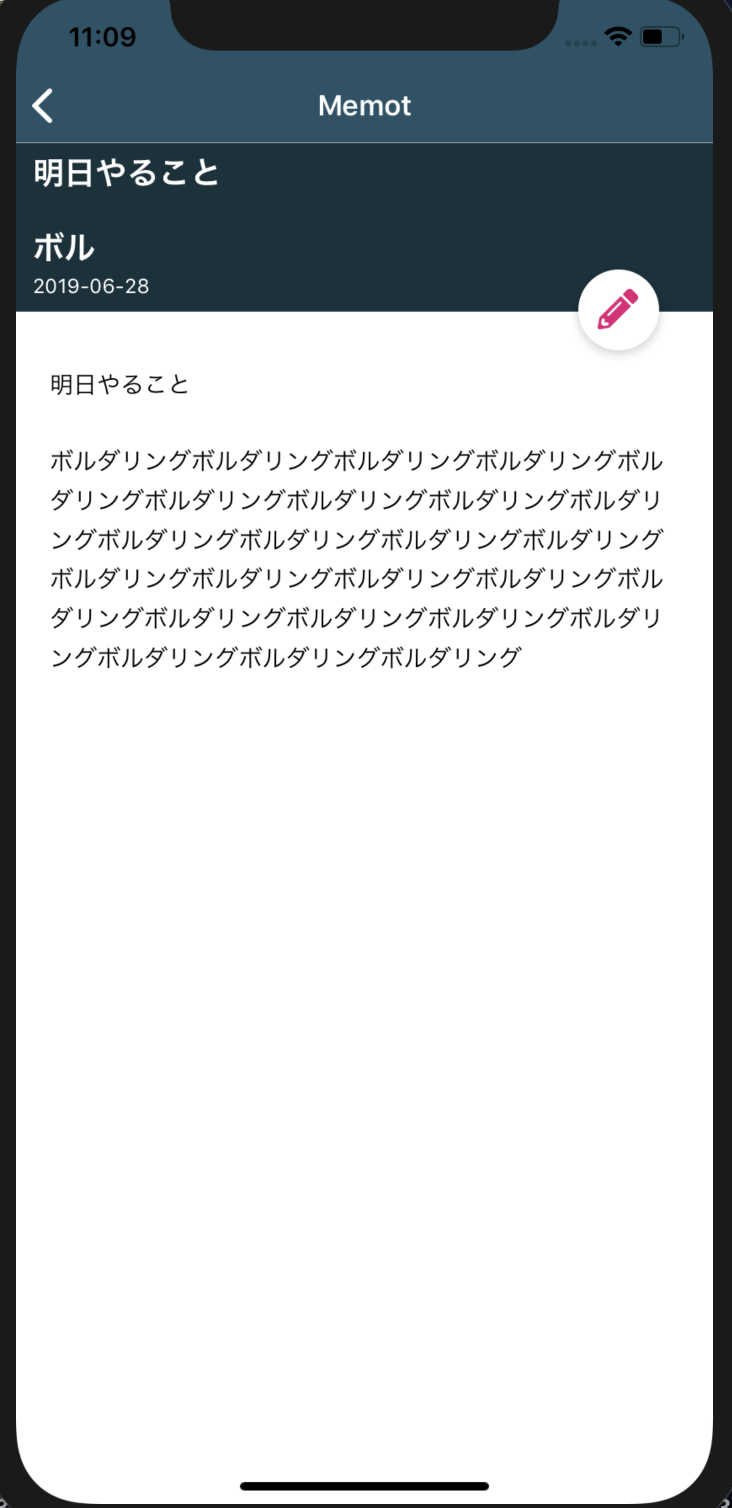 11:09
Memot
明日やること
ボル
2019-06-28
明日やること
ボルダリングボルダリングボルダリングボルダリングボル
ダリングボルダリングボルダリングボルダリングボルダリ
ングボルダリングボルダリングボルダリングボルダリング
ボルダリングボルダリングボルダリングボルダリングボル
ダリングボルダリングボルダリングボルダリングボルダリ
ングボルダリングボルダリングボルダリング